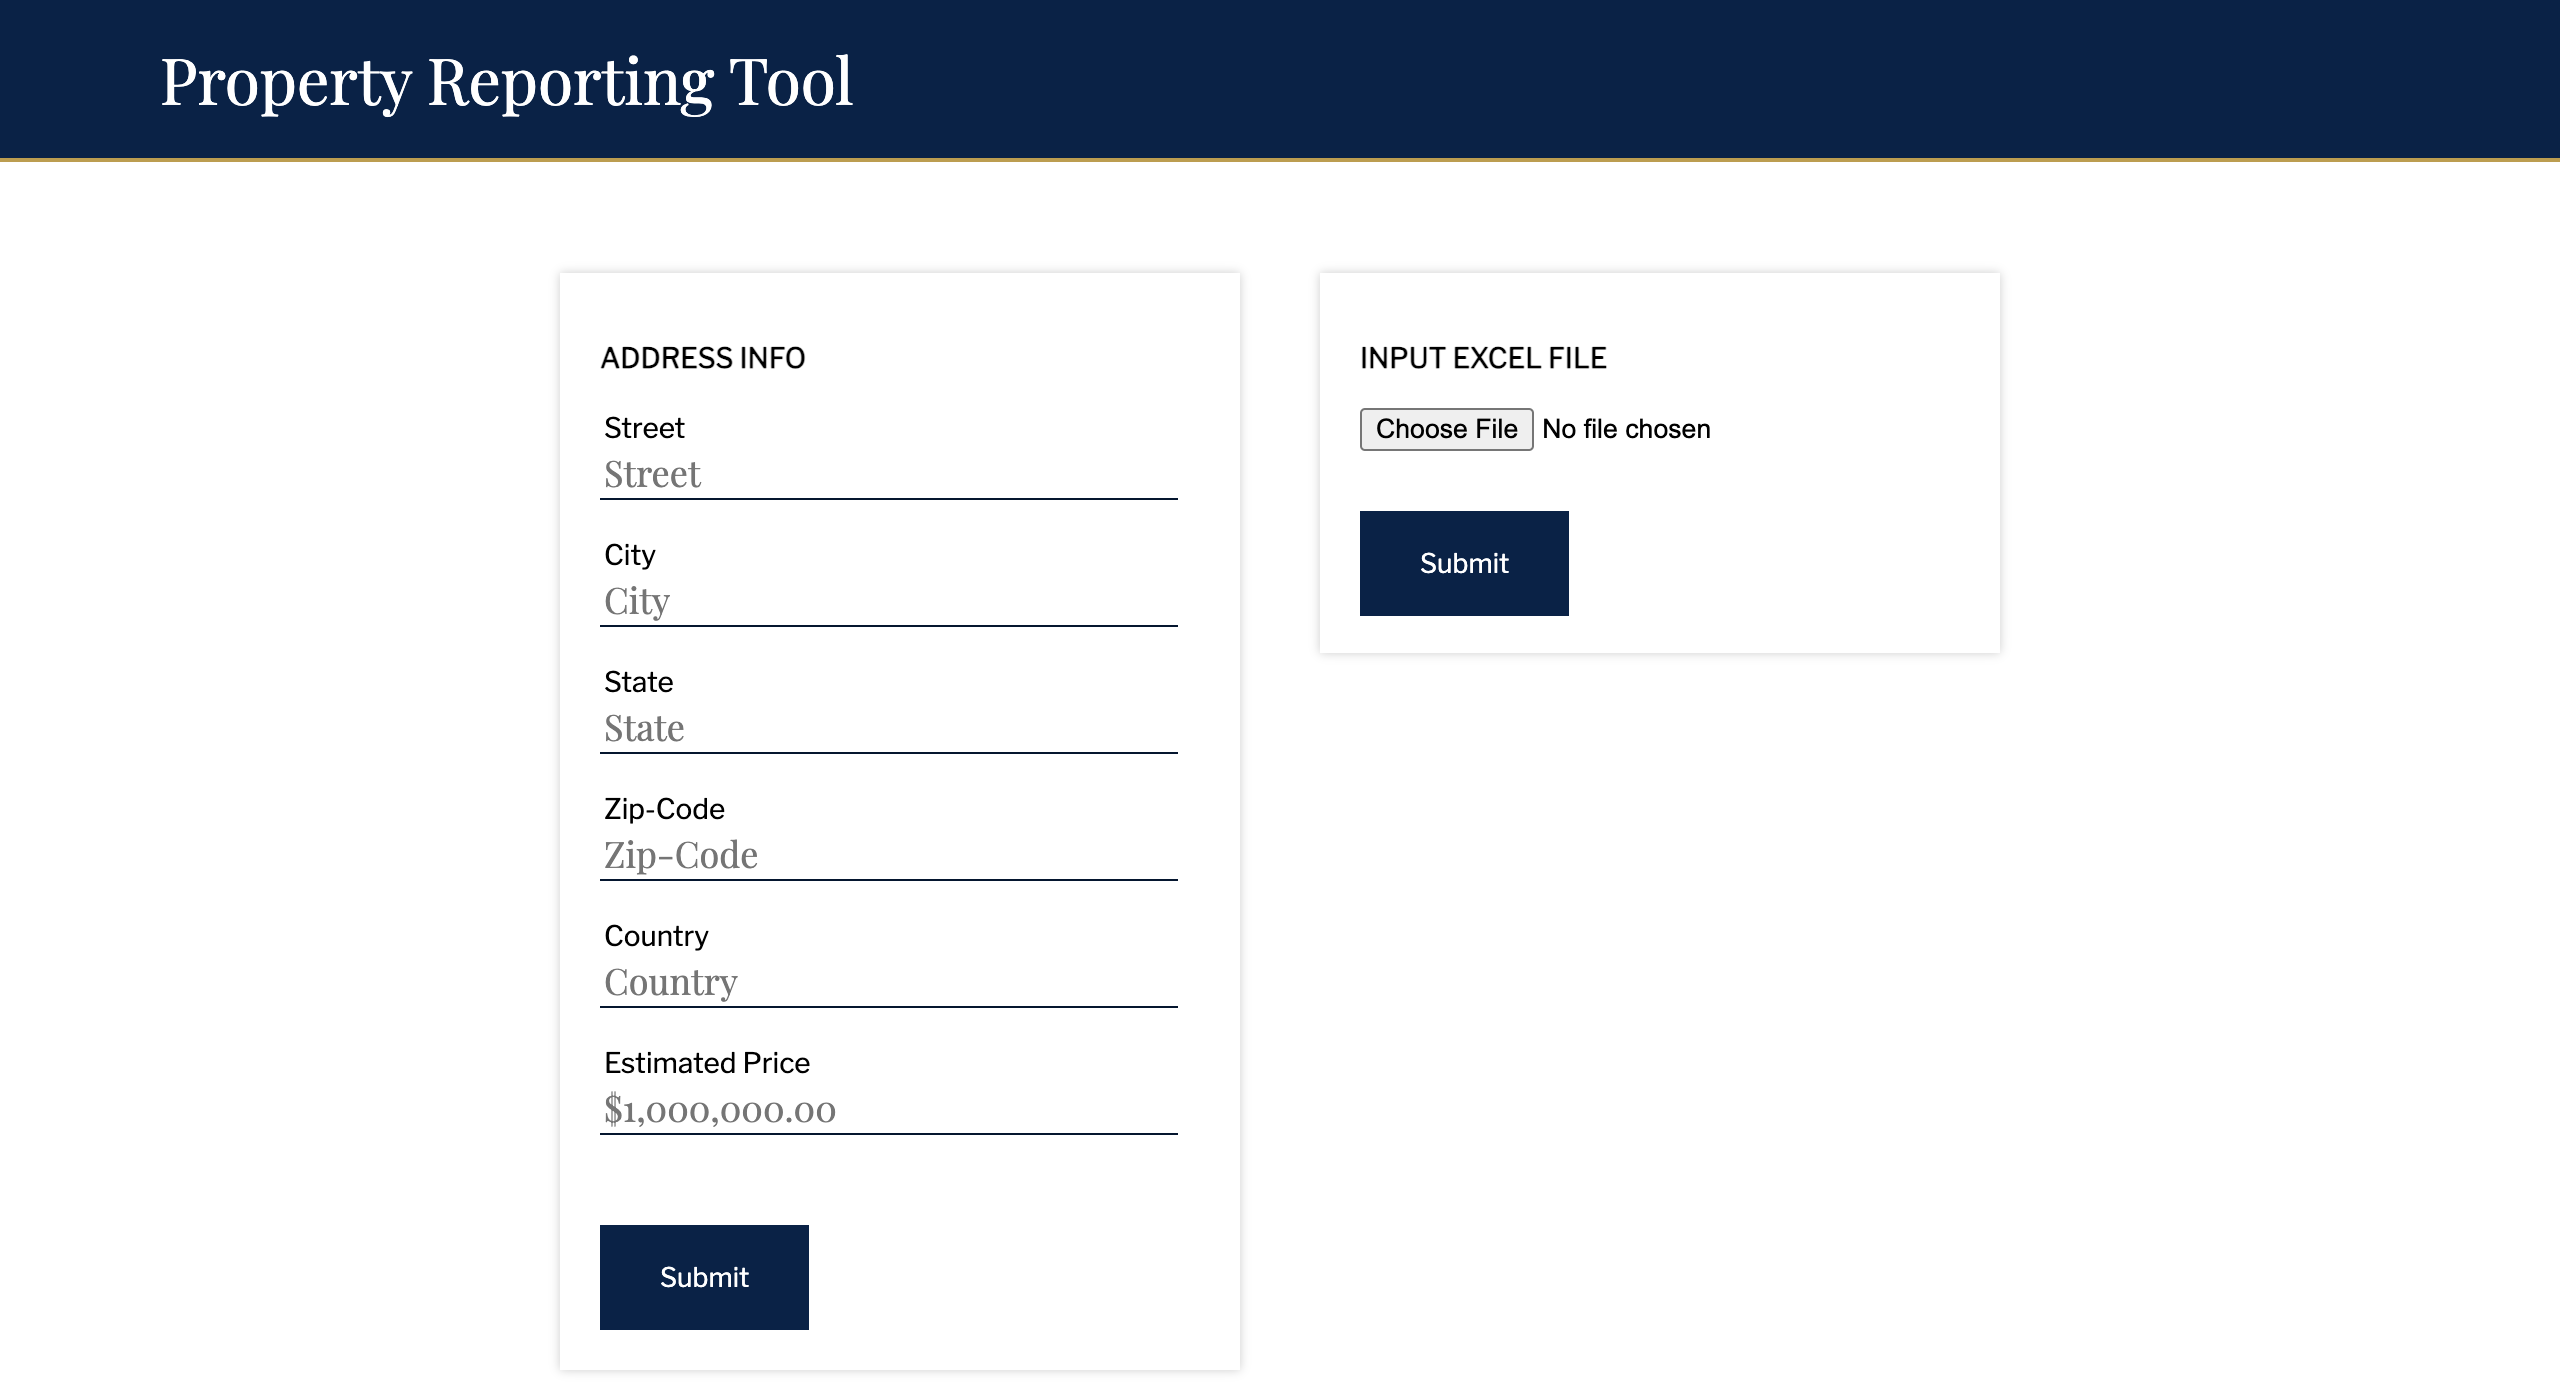 Property Reporting Tool
ADDRESS INFO
Street
Street
City
City
State
State
Zip-Code
Zip-Code
Country
Country
Estimated Price
$1,000,000.00
Submit
INPUT EXCEL FILE
Choose File No file chosen
Submit